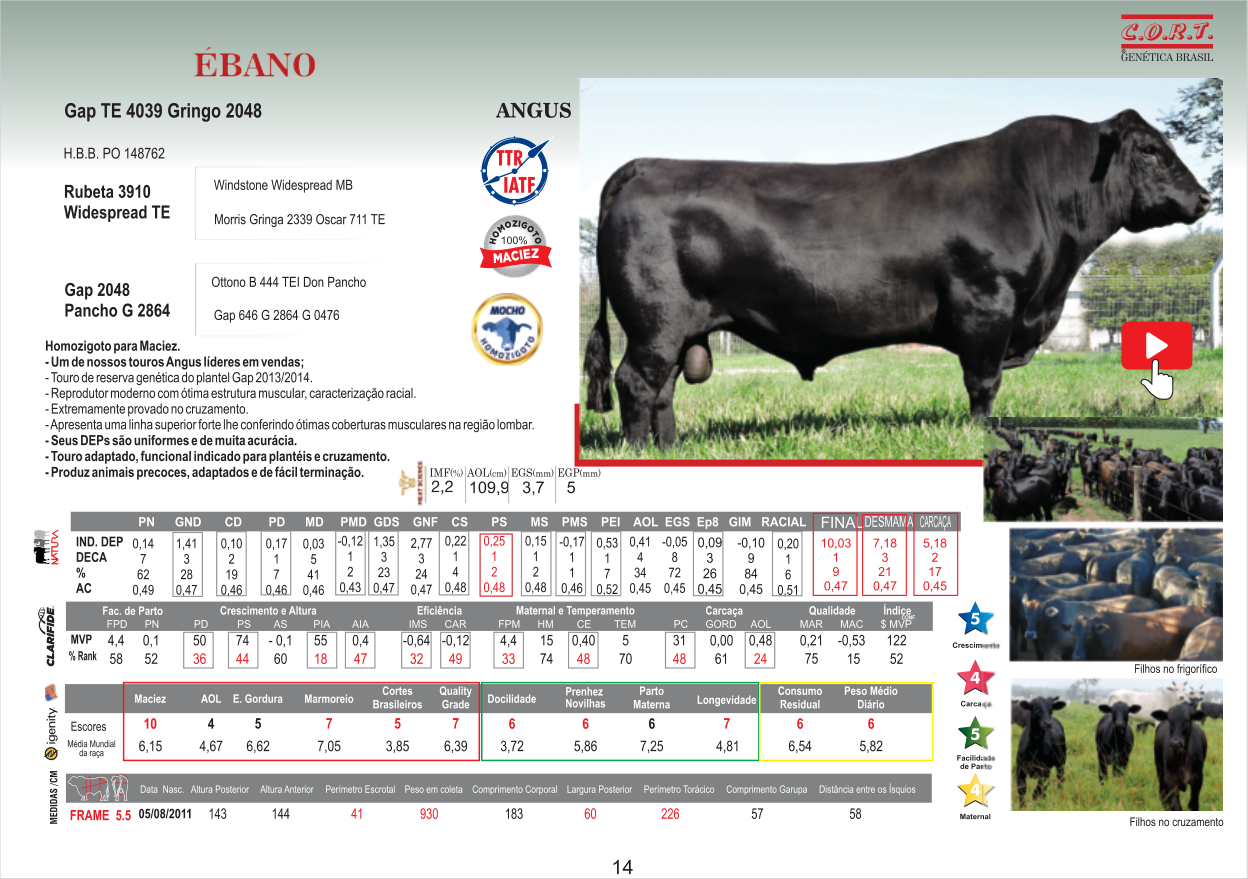 C.O.R.T.
GENÉTICA BRASIL
ÉBANO
Gap TE 4039 Gringo 2048
ANGUS
H.B.B. PO 148762
TTR
IATF
Rubeta 3910
Widespread TE
Windstone Widespread MB
Morris Gringa 2339 Oscar 711 TE
HOMOZIGOTO
100%
MACIEZ
Gap 2048
Pancho G 2864
Ottono B 444 TEI Don Pancho
Gap 646 G 2864 G 0476
MOCHO
HOMOZIGOTO
Homozigoto para Maciez.
- Um de nossos touros Angus líderes em vendas;
- Touro de reserva genética do plantel Gap 2013/2014.
- Reprodutor moderno com ótima estrutura muscular, caracterização racial.
- Extremamente provado no cruzamento.
- Apresenta uma linha superior forte lhe conferindo ótimas coberturas musculares na região lombar.
- Seus DEPs são uniformes e de muita acurácia.
- Touro adaptado, funcional indicado para plantéis e cruzamento.
- Produz animais precoces, adaptados e de fácil terminação.
IMF(%) AOL(cm) EGS(mm) EGP(mm)
2,2 109,9 3,7 5
NATURA
PN GND CD PD MD PMD GDS GNF CS PS MS PMS PEI AOL EGS Ep8 GIM RACIAL FINAL DESMAMA CARCAÇA
IND. DEP 0,14 1,41 0,10 0,17 0,03 -0,12 1,35 2,77 0,22 0,25 0,15 -0,17 0,53 0,41 -0,05 0,09 -0,10 0,20 10,03 7,18 5,18
DECA 7 3 2 1 5 1 3 3 1 1 1 1 1 4 8 3 9 1 1 3 2
% 62 28 19 7 41 2 23 24 4 2 2 1 7 34 72 26 84 6 9 21 17
AC 0,49 0,47 0,46 0,46 0,46 0,43 0,47 0,47 0,48 0,48 0,48 0,46 0,52 0,45 0,45 0,45 0,45 0,51 0,47 0,47 0,45
CLARIFIDE
Fac. de Parto Crescimento e Altura Eficiência Maternal e Temperamento Carcaça Qualidade Índice
FPD PN PD PS AS PIA AIA IMS CAR FPM HM CE TEM PC GORD AOL MAR MAC $ MVP CONF
MVP 4,4 0,1 50 74 - 0,1 55 0,4 -0,64 -0,12 4,4 15 0,40 5 31 0,00 0,48 0,21 -0,53 122
% Rank 58 52 36 44 60 18 47 32 49 33 74 48 70 48 61 24 75 15 52
5
Crescimento
4
Carcaça
5
Facilidade
de Parto
4
Maternal
Filhos no frigorífico
igenity
Maciez AOL E. Gordura Marmoreio Cortes Brasileiros Quality Grade Docilidade Prenhez Novilhas Parto Materna Longevidade Consumo Residual Peso Médio Diário
Escores 10 4 5 7 5 7 6 6 6 7 6 6
Média Mundial da raça 6,15 4,67 6,62 7,05 3,85 6,39 3,72 5,86 7,25 4,81 6,54 5,82
MEDIDAS /CM
Data Nasc. Altura Posterior Altura Anterior Perímetro Escrotal Peso em coleta Comprimento Corporal Largura Posterior Perímetro Torácico Comprimento Garupa Distância entre os Ísquios
FRAME 5.5 05/08/2011 143 144 41 930 183 60 226 57 58
Filhos no cruzamento
14